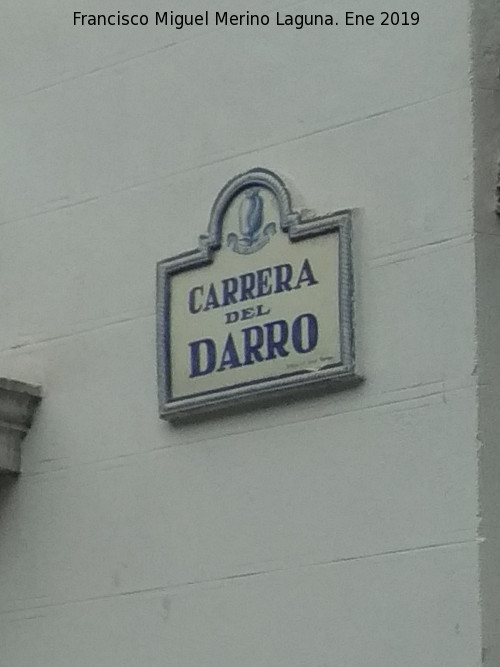 Francisco Miguel Merino Laguna. Ene 2019
CARRERA
DEL
DARRO